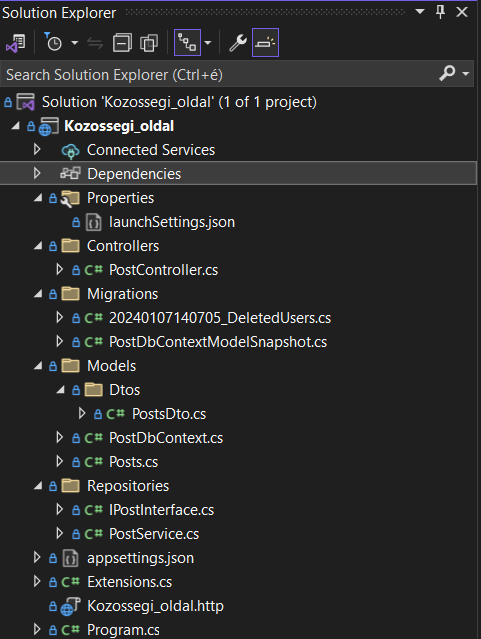 Solution Explorer
Search Solution Explorer (Ctrl+é)
Solution 'Kozossegi_oldal' (1 of 1 project)
Kozossegi_oldal
Connected Services
Dependencies
Properties
launchSettings.json
Controllers
C# PostController.cs
Migrations
C# 20240107140705_DeletedUsers.cs
C# PostDbContextModelSnapshot.cs
Models
Dtos
C# PostsDto.cs
C# PostDbContext.cs
C# Posts.cs
Repositories
C# IPostInterface.cs
C# PostService.cs
appsettings.json
C# Extensions.cs
Kozossegi_oldal.http
C# Program.cs